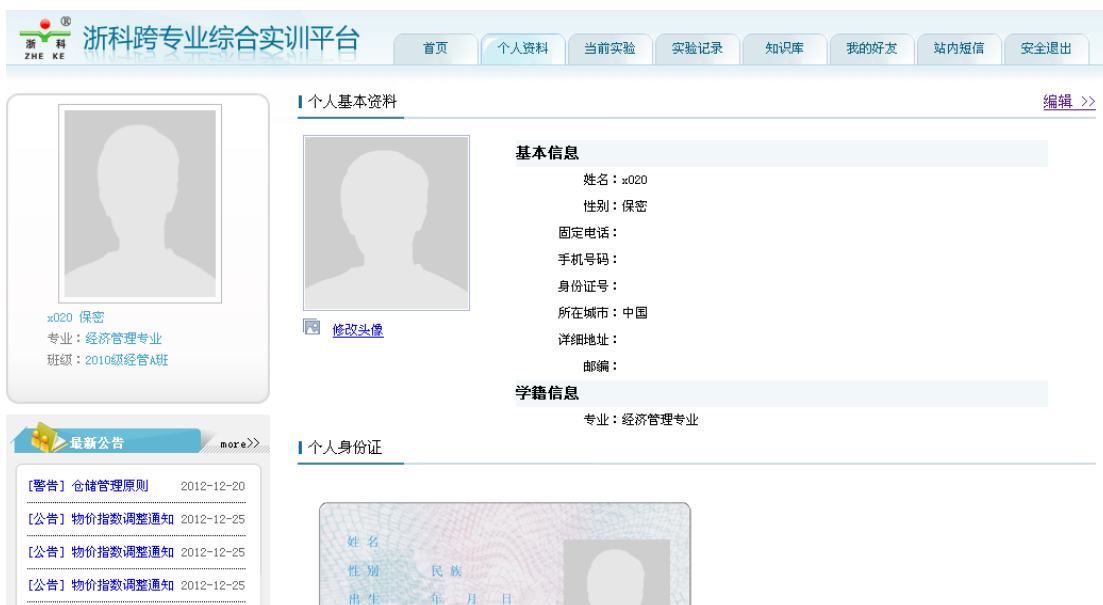 浙科 ®
ZHE KE
浙科跨专业综合实训平台
首页 个人资料 当前实验 实验记录 知识库 我的好友 站内短信 安全退出
x020 保密
专业：经济管理专业
班级：2010级经管A班
最新公告 more>>
[警告] 仓储管理原则 2012-12-20
[公告] 物价指数调整通知 2012-12-25
[公告] 物价指数调整通知 2012-12-25
[公告] 物价指数调整通知 2012-12-25
个人基本资料 编辑 >>
修改头像
基本信息
姓名：x020
性别：保密
固定电话：
手机号码：
身份证号：
所在城市：中国
详细地址：
邮编：
学籍信息
专业：经济管理专业
个人身份证
姓名
性别 民族
出生 年 月 日